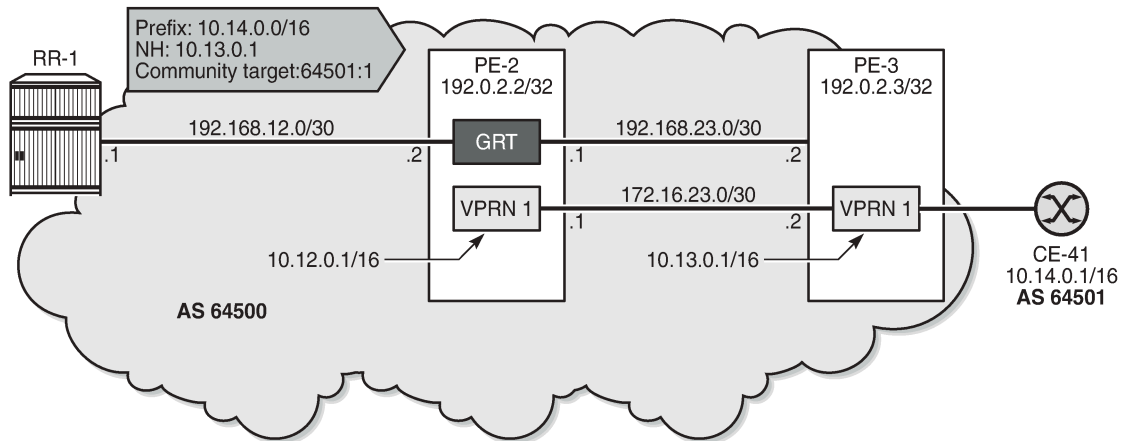 Prefix: 10.14.0.0/16
NH: 10.13.0.1
Community target:64501:1
RR-1
PE-2
192.0.2.2/32
PE-3
192.0.2.3/32
192.168.12.0/30
GRT
192.168.23.0/30
.1
.2
.1
.2
172.16.23.0/30
VPRN 1
VPRN 1
.1
.2
10.12.0.1/16
10.13.0.1/16
CE-41
10.14.0.1/16
AS 64501
AS 64500